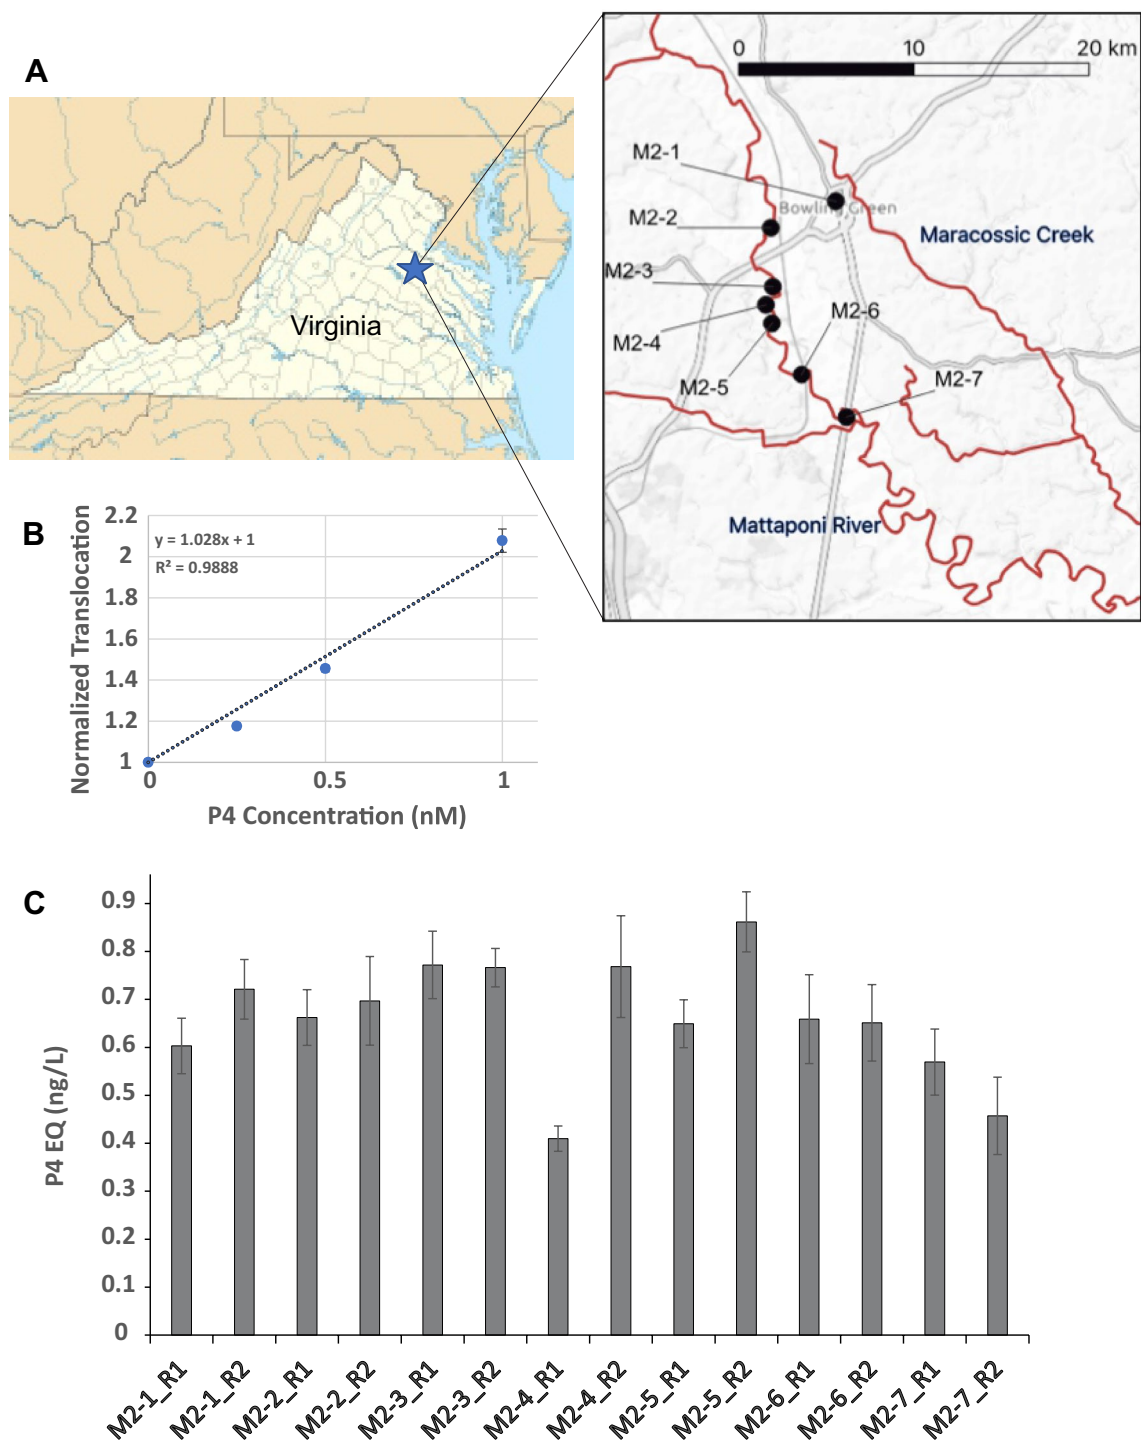 A
Virginia
0 10 20 km
M2-1
Bowling Green
M2-2
Maracossic Creek
M2-3
M2-6
M2-4
M2-5
M2-7
Mattaponi River
B
Normalized Translocation
2.2
2
1.8
1.6
1.4
1.2
1
y = 1.028x + 1
R² = 0.9888
0 0.5 1
P4 Concentration (nM)
C
P4 EQ (ng/L)
0.9
0.8
0.7
0.6
0.5
0.4
0.3
0.2
0.1
0
M2-1_R1
M2-1_R2
M2-2_R1
M2-2_R2
M2-3_R1
M2-3_R2
M2-4_R1
M2-4_R2
M2-5_R1
M2-5_R2
M2-6_R1
M2-6_R2
M2-7_R1
M2-7_R2